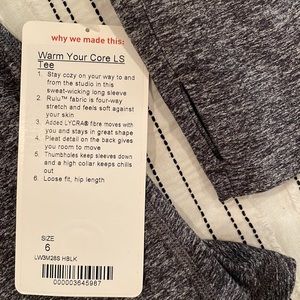 why we made this:
Warm Your Core LS
Tee
1. Stay cozy on your way to and
from the studio in this
sweat-wicking long sleeve
2. Rulu™ fabric is four-way
stretch and feels soft against
your skin
3. Added LYCRA® fibre moves with
you and stays in great shape
4. Pleat detail on the back gives
you room to move
5. Thumbholes keep sleeves down
and a high collar keeps chills
out
6. Loose fit, hip length
SIZE
6
LW3M28S HBLK
000003645987